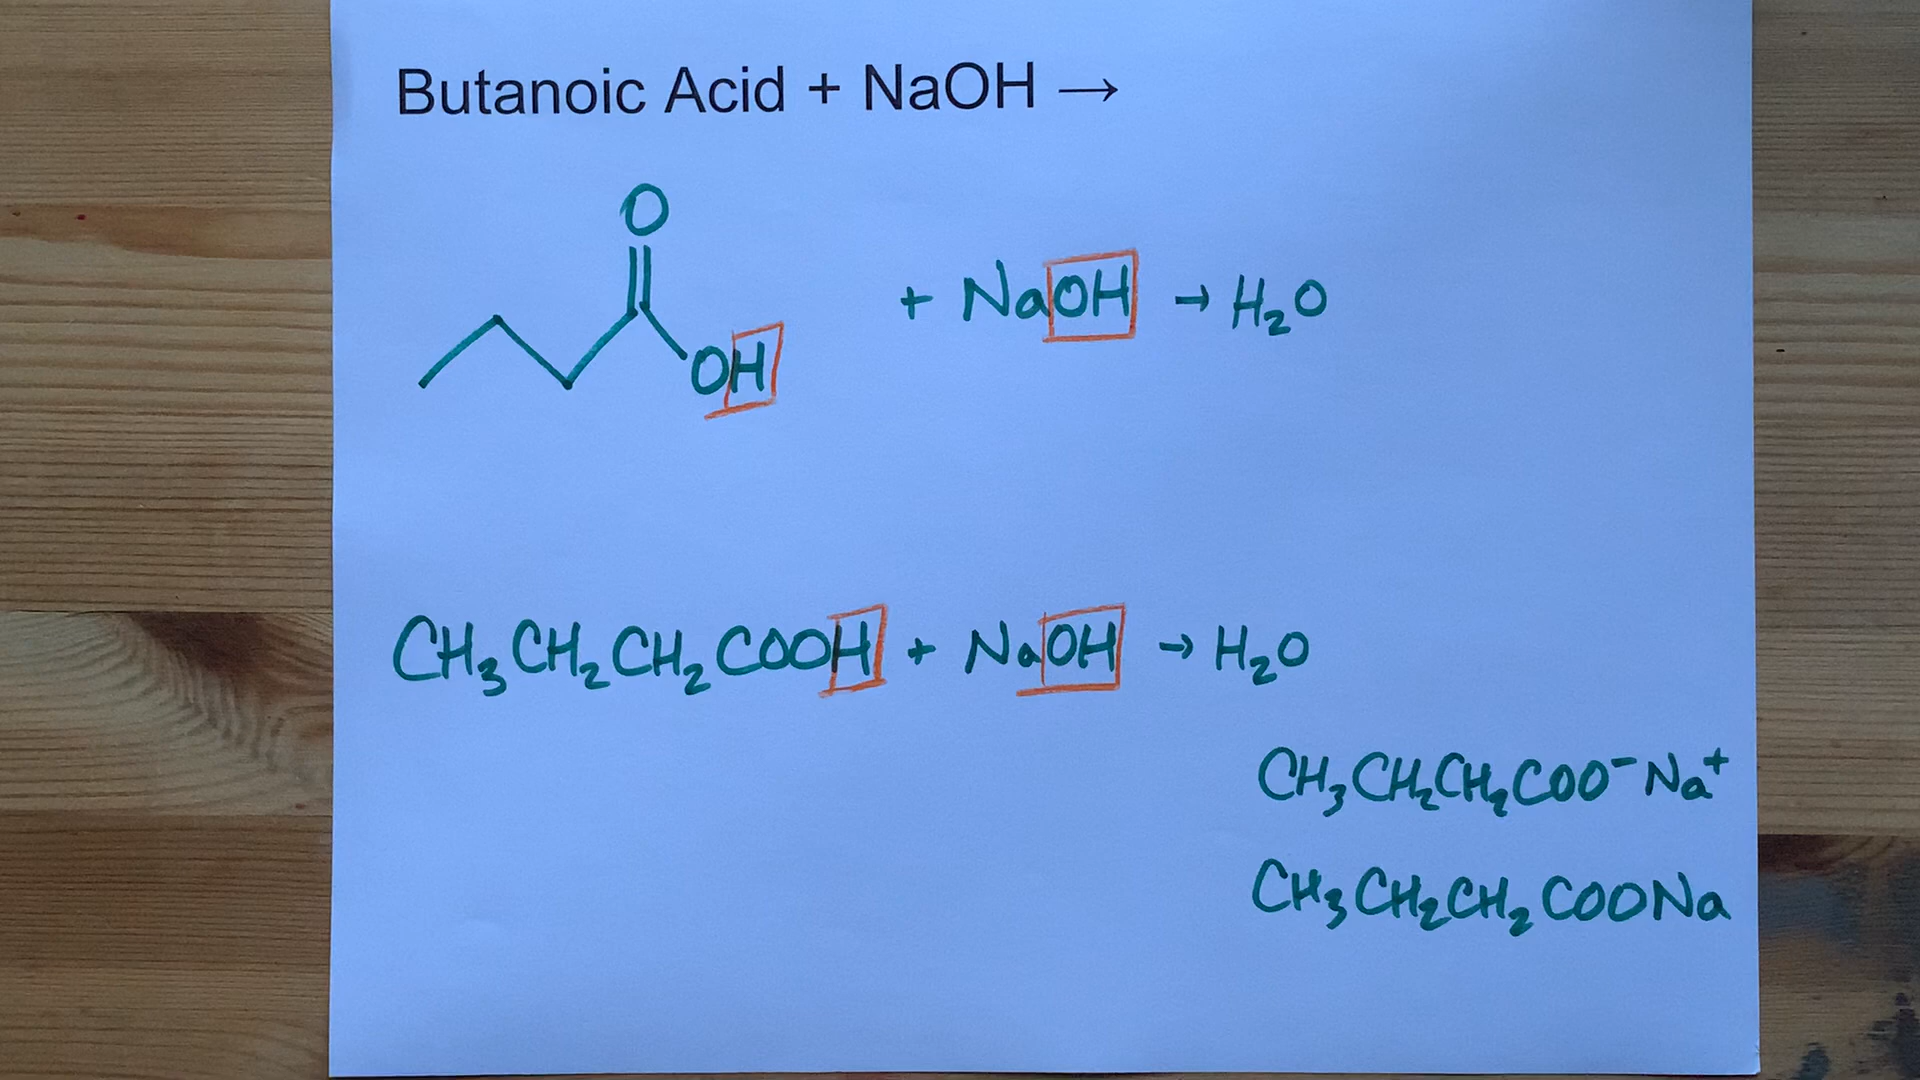 Butanoic Acid + NaOH →
O
OH + NaOH → H₂O
CH₃CH₂CH₂COOH + NaOH → H₂O
CH₃CH₂CH₂COO⁻Na⁺
CH₃CH₂CH₂COONa